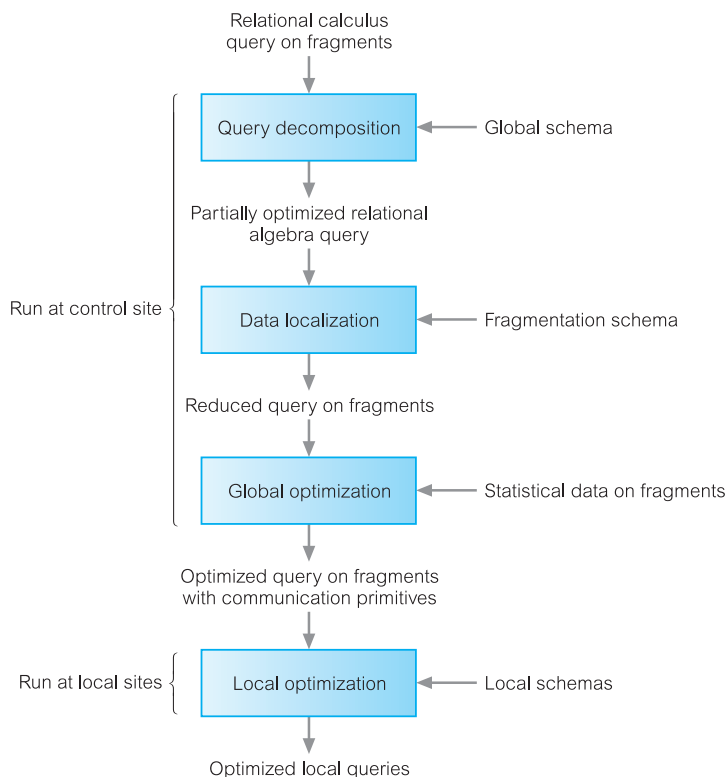 Relational calculus
query on fragments
Query decomposition
Global schema
Partially optimized relational
algebra query
Run at control site
Data localization
Fragmentation schema
Reduced query on fragments
Global optimization
Statistical data on fragments
Optimized query on fragments
with communication primitives
Run at local sites
Local optimization
Local schemas
Optimized local queries